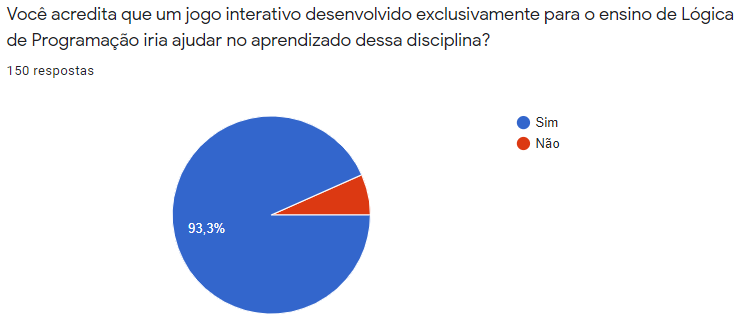 Você acredita que um jogo interativo desenvolvido exclusivamente para o ensino de Lógica
de Programação iria ajudar no aprendizado dessa disciplina?
150 respostas
Sim
Não
93,3%